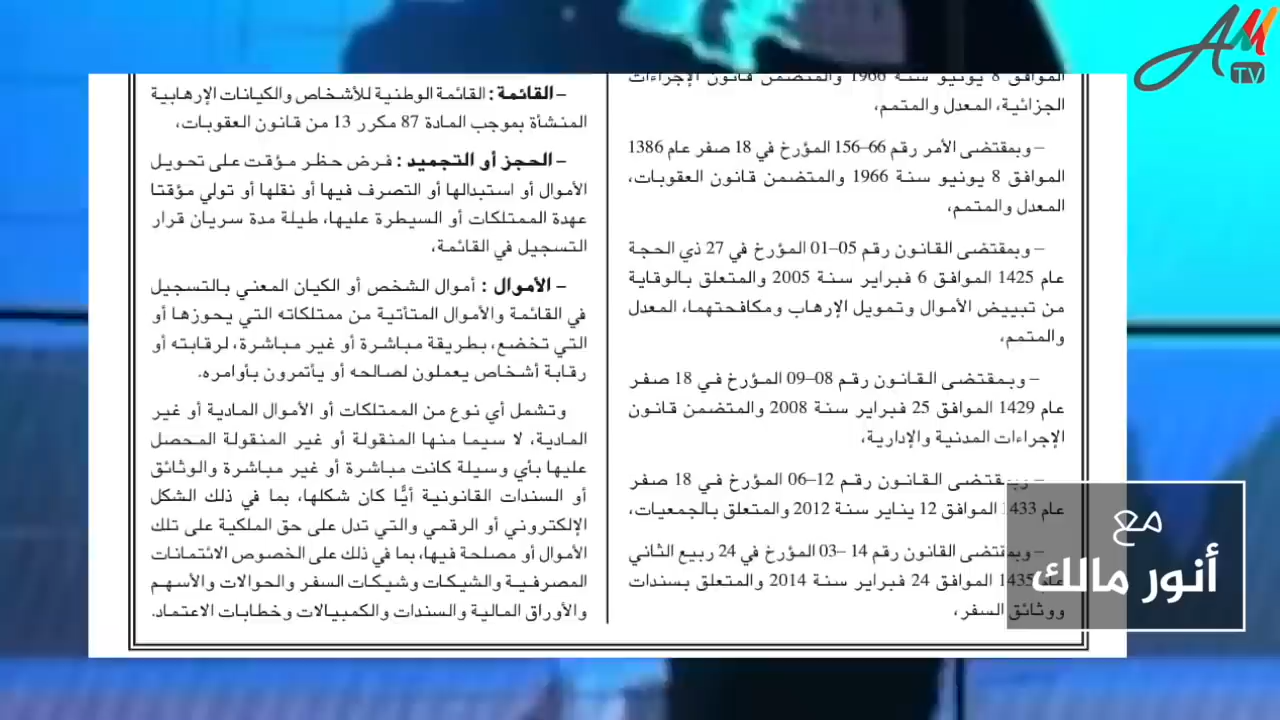 الموافق 8 يونيو سنة 1966 والمتضمن قانون الإجراءات
الجزائية، المعدل والمتمم،
– وبمقتضى الأمر رقم 66–156 المؤرخ في 18 صفر عام 1386
الموافق 8 يونيو سنة 1966 والمتضمن قانون العقوبات،
المعدل والمتمم،
– وبمقتضى القانون رقم 05–01 المؤرخ في 27 ذي الحجة
عام 1425 الموافق 6 فبراير سنة 2005 والمتعلق بالوقاية
من تبييض الأموال وتمويل الإرهاب ومكافحتهما، المعدل
والمتمم،
– وبمقتضى القانون رقم 08–09 المؤرخ في 18 صفر
عام 1429 الموافق 25 فبراير سنة 2008 والمتضمن قانون
الإجراءات المدنية والإدارية،
– وبمقتضى القانون رقم 12–06 المؤرخ في 18 صفر
عام 1433 الموافق 12 يناير سنة 2012 والمتعلق بالجمعيات،
– وبمقتضى القانون رقم 14 –03 المؤرخ في 24 ربيع الثاني
عام 1435 الموافق 24 فبراير سنة 2014 والمتعلق بسندات
ووثائق السفر،
– القائمة : القائمة الوطنية للأشخاص والكيانات الإرهابية
المنشأة بموجب المادة 87 مكرر 13 من قانون العقوبات،
– الحجز أو التجميد : فرض حظر مؤقت على تحويل
الأموال أو استبدالها أو التصرف فيها أو نقلها أو تولي مؤقتا
عهدة الممتلكات أو السيطرة عليها، طيلة مدة سريان قرار
التسجيل في القائمة،
– الأموال : أموال الشخص أو الكيان المعني بالتسجيل
في القائمة والأموال المتأتية من ممتلكاته التي يحوزها أو
التي تخضع، بطريقة مباشرة أو غير مباشرة، لرقابته أو
رقابة أشخاص يعملون لصالحه أو يأتمرون بأوامره.
وتشمل أي نوع من الممتلكات أو الأموال المادية أو غير
المادية، لا سيما منها المنقولة أو غير المنقولة المحصل
عليها بأي وسيلة كانت مباشرة أو غير مباشرة والوثائق
أو السندات القانونية أيًّا كان شكلها، بما في ذلك الشكل
الإلكتروني أو الرقمي والتي تدل على حق الملكية على تلك
الأموال أو مصلحة فيها، بما في ذلك على الخصوص الائتمانات
المصرفية والشيكات وشيكات السفر والحوالات والأسهم
والأوراق المالية والسندات والكمبيالات وخطابات الاعتماد.
AM
TV
مع
أنور مالك